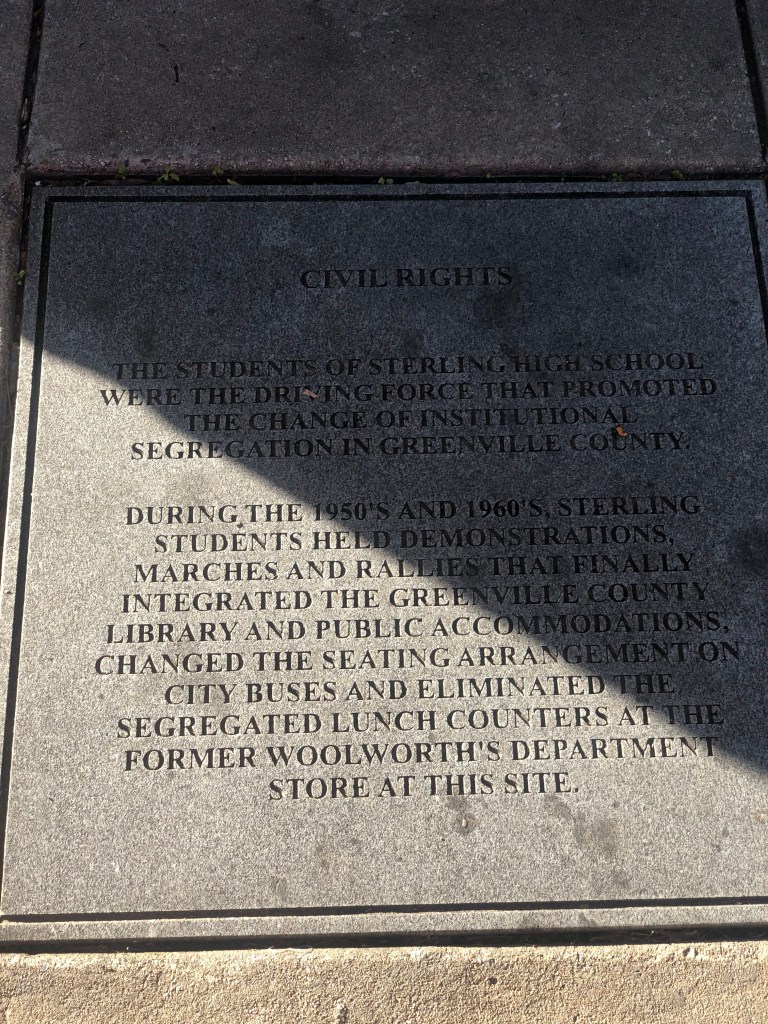 CIVIL RIGHTS
THE STUDENTS OF STERLING HIGH SCHOOL
WERE THE DRIVING FORCE THAT PROMOTED
THE CHANGE OF INSTITUTIONAL
SEGREGATION IN GREENVILLE COUNTY.
DURING THE 1950'S AND 1960'S, STERLING
STUDENTS HELD DEMONSTRATIONS,
MARCHES AND RALLIES THAT FINALLY
INTEGRATED THE GREENVILLE COUNTY
LIBRARY AND PUBLIC ACCOMMODATIONS,
CHANGED THE SEATING ARRANGEMENT ON
CITY BUSES AND ELIMINATED THE
SEGREGATED LUNCH COUNTERS AT THE
FORMER WOOLWORTH'S DEPARTMENT
STORE AT THIS SITE.